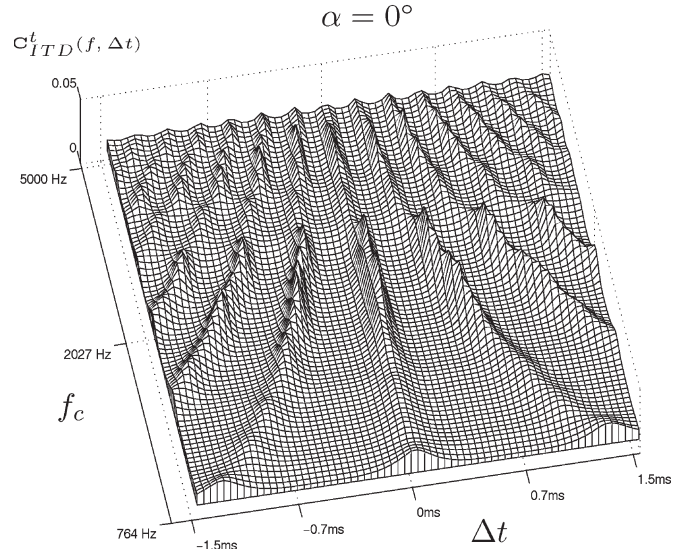 α = 0°
C^t_{ITD}(f, Δt)
0.05
0
5000 Hz
2027 Hz
f_c
764 Hz
−1.5ms
−0.7ms
0ms
0.7ms
1.5ms
Δt